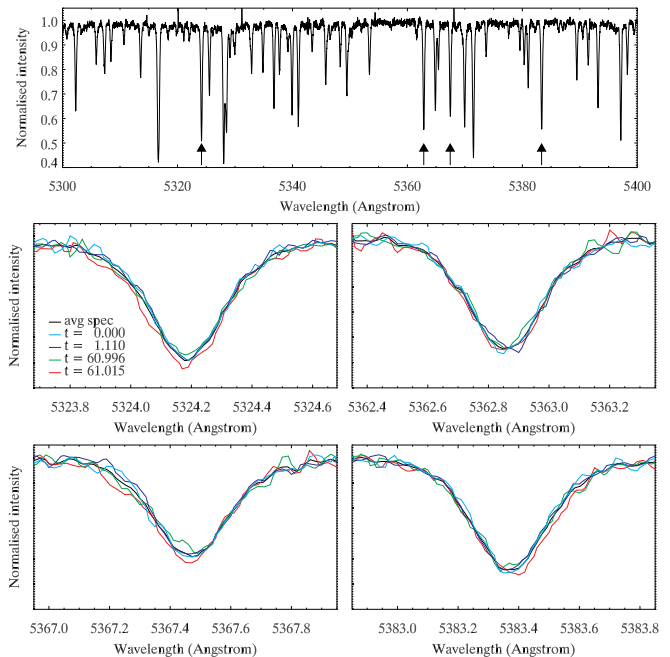 Normalised intensity
1.0
0.9
0.8
0.7
0.6
0.5
0.4
5300 5320 5340 5360 5380 5400
Wavelength (Angstrom)
Normalised intensity
avg spec
t = 0.000
t = 1.110
t = 60.996
t = 61.015
5323.8 5324.0 5324.2 5324.4 5324.6
Wavelength (Angstrom)
Normalised intensity
5362.4 5362.6 5362.8 5363.0 5363.2
Wavelength (Angstrom)
Normalised intensity
5367.0 5367.2 5367.4 5367.6 5367.8
Wavelength (Angstrom)
Normalised intensity
5383.0 5383.2 5383.4 5383.6 5383.8
Wavelength (Angstrom)